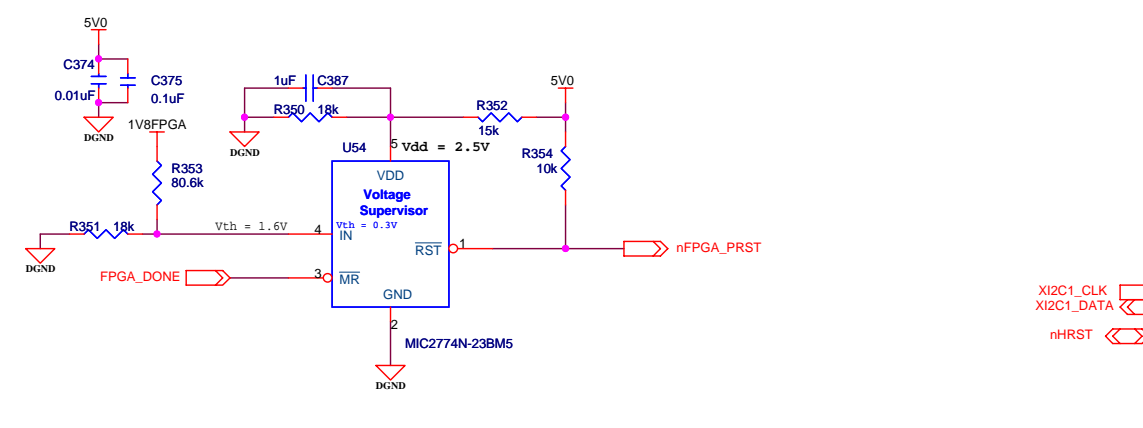 5V0
C374
C375
0.01uF
0.1uF
DGND
1uF
C387
R350
18k
DGND
5V0
R352
15k
R354
10k
1V8FPGA
R353
80.6k
R351
18k
DGND
U54
5
Vdd = 2.5V
VDD
Voltage
Supervisor
Vth = 1.6V
4
Vth = 0.3V
IN
RST
1
nFPGA_PRST
FPGA_DONE
3
MR
GND
2
MIC2774N-23BM5
DGND
XI2C1_CLK
XI2C1_DATA
nHRST